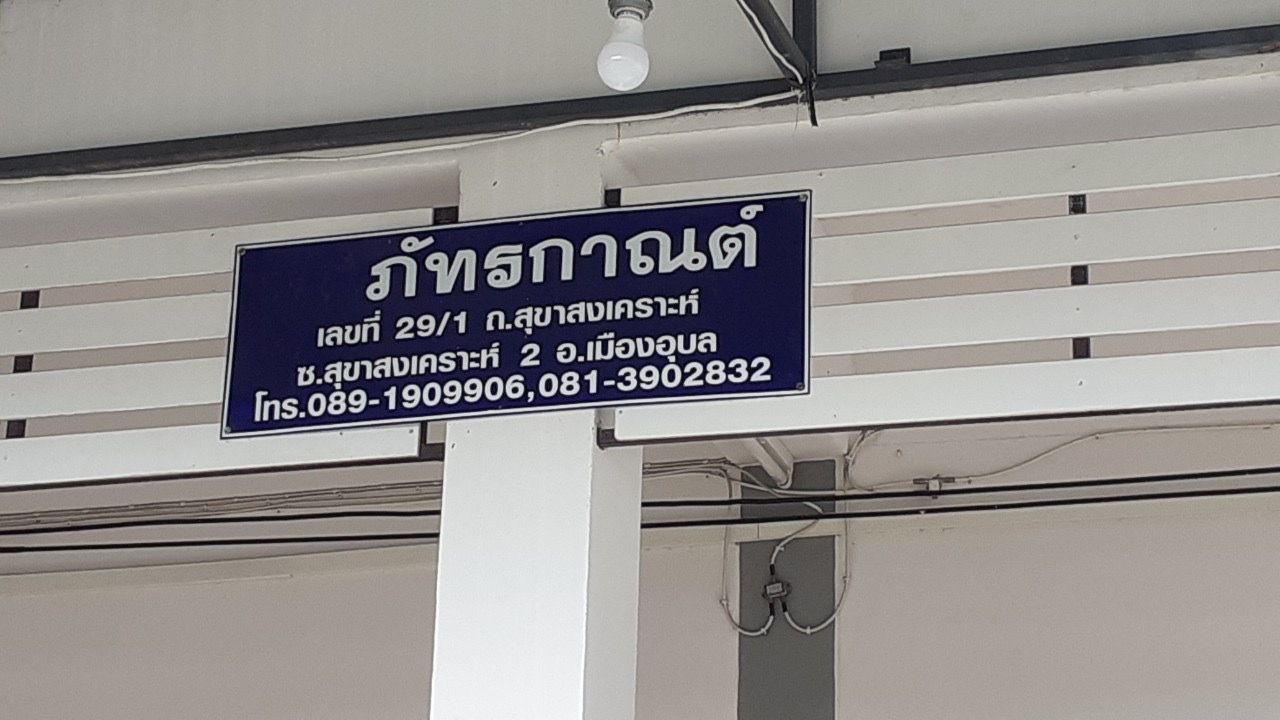 ภัทรกาณต์
เลขที่ 29/1 ถ.สุขาสงเคราะห์
ซ.สุขาสงเคราะห์ 2 อ.เมืองอุบล
โทร.089-1909906,081-3902832